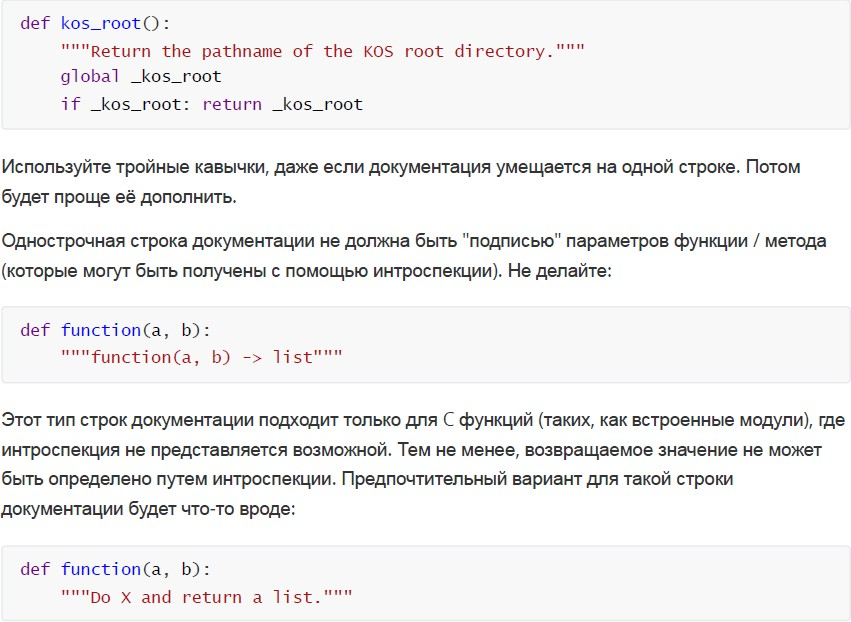 def kos_root():
    """Return the pathname of the KOS root directory."""
    global _kos_root
    if _kos_root: return _kos_root
Используйте тройные кавычки, даже если документация умещается на одной строке. Потом
будет проще её дополнить.
Однострочная строка документации не должна быть "подписью" параметров функции / метода
(которые могут быть получены с помощью интроспекции). Не делайте:
def function(a, b):
    """function(a, b) -> list"""
Этот тип строк документации подходит только для C функций (таких, как встроенные модули), где
интроспекция не представляется возможной. Тем не менее, возвращаемое значение не может
быть определено путем интроспекции. Предпочтительный вариант для такой строки
документации будет что-то вроде:
def function(a, b):
    """Do X and return a list."""